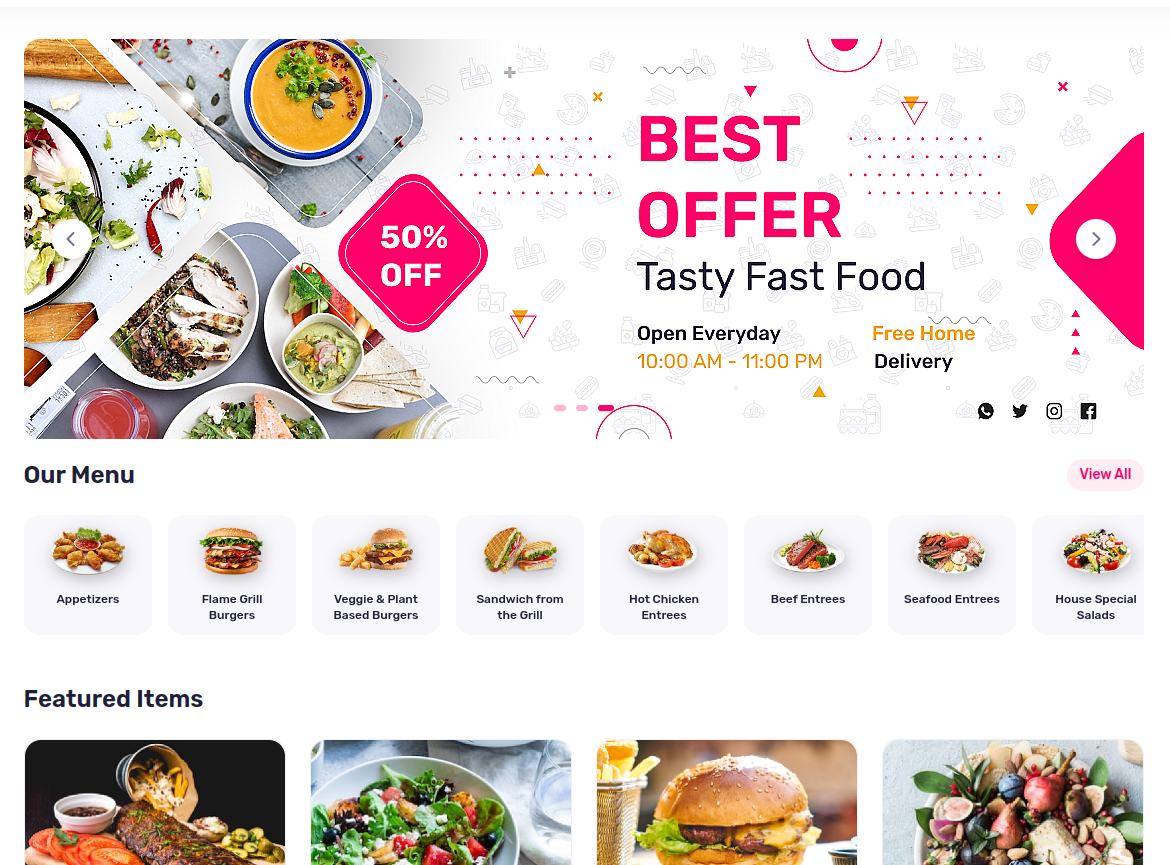 50%
OFF
BEST
OFFER
Tasty Fast Food
Open Everyday
10:00 AM - 11:00 PM
Free Home
Delivery
Our Menu
View All
Appetizers
Flame Grill
Burgers
Veggie & Plant
Based Burgers
Sandwich from
the Grill
Hot Chicken
Entrees
Beef Entrees
Seafood Entrees
House Special
Salads
Featured Items